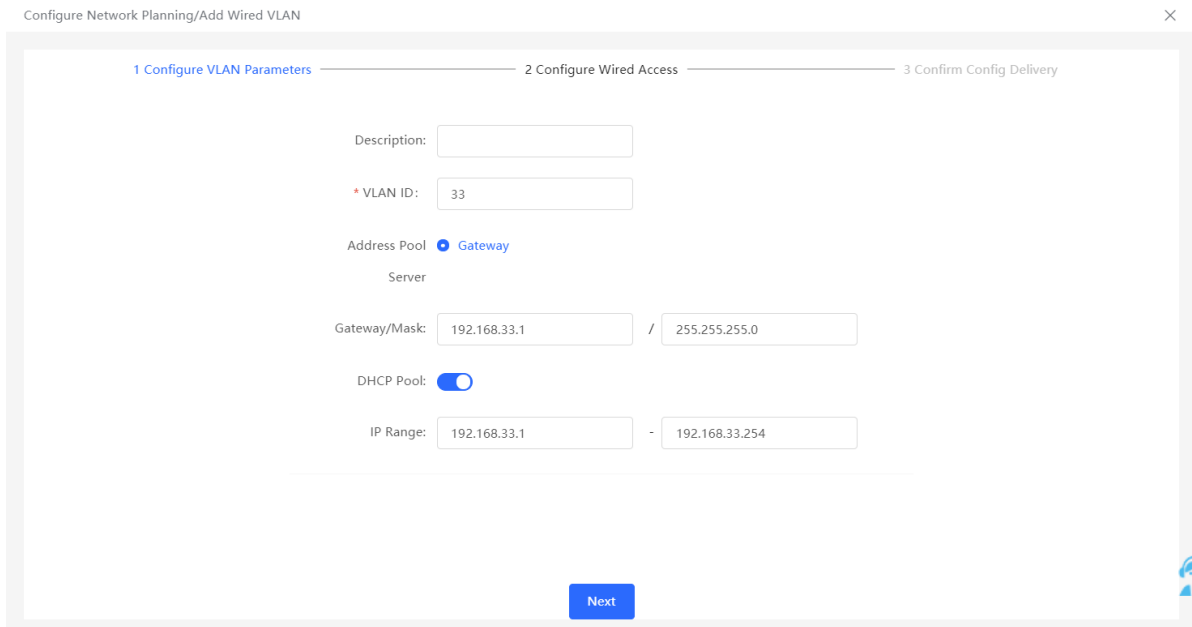 Configure Network Planning/Add Wired VLAN
1 Configure VLAN Parameters 2 Configure Wired Access 3 Confirm Config Delivery
Description:
* VLAN ID: 33
Address Pool Gateway
Server
Gateway/Mask: 192.168.33.1 / 255.255.255.0
DHCP Pool:
IP Range: 192.168.33.1 - 192.168.33.254
Next